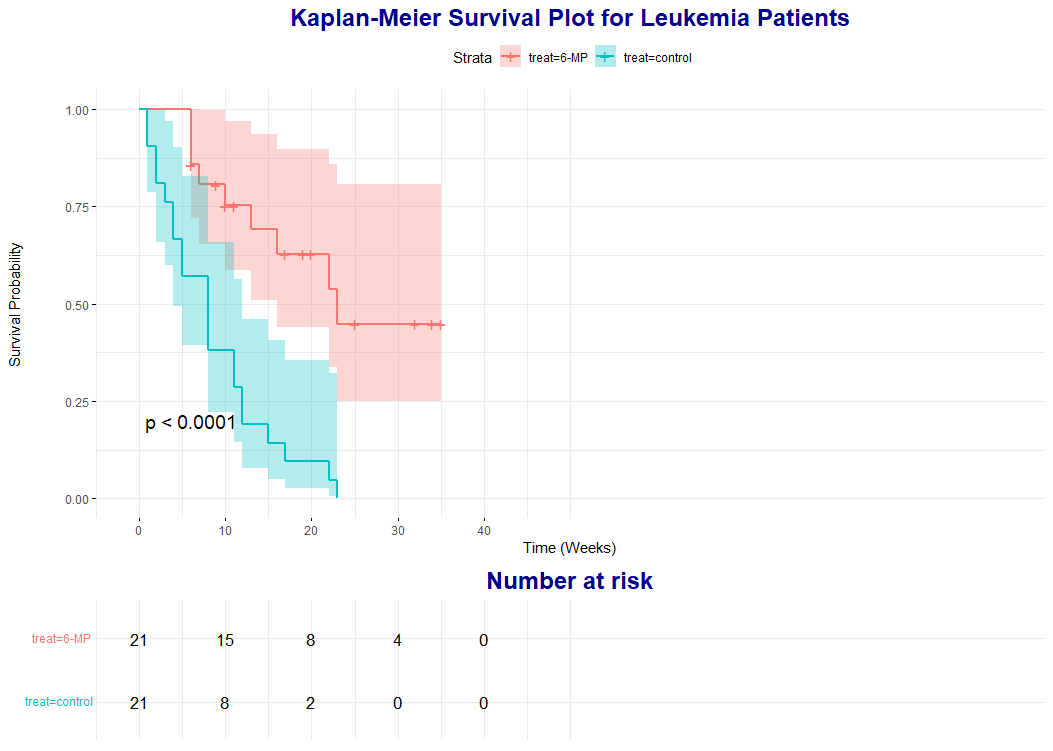 Kaplan-Meier Survival Plot for Leukemia Patients
Strata treat=6-MP treat=control
Survival Probability
1.00
0.75
0.50
0.25
0.00
p < 0.0001
0 10 20 30 40
Time (Weeks)
Number at risk
treat=6-MP 21 15 8 4 0
treat=control 21 8 2 0 0